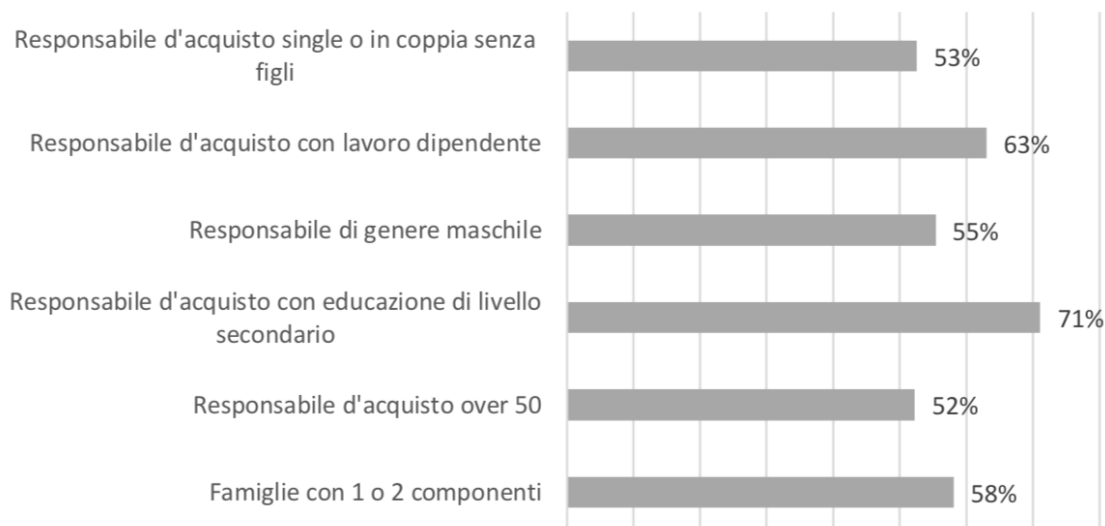 Responsabile d'acquisto single o in coppia senza
figli
53%
Responsabile d'acquisto con lavoro dipendente
63%
Responsabile di genere maschile
55%
Responsabile d'acquisto con educazione di livello
secondario
71%
Responsabile d'acquisto over 50
52%
Famiglie con 1 o 2 componenti
58%